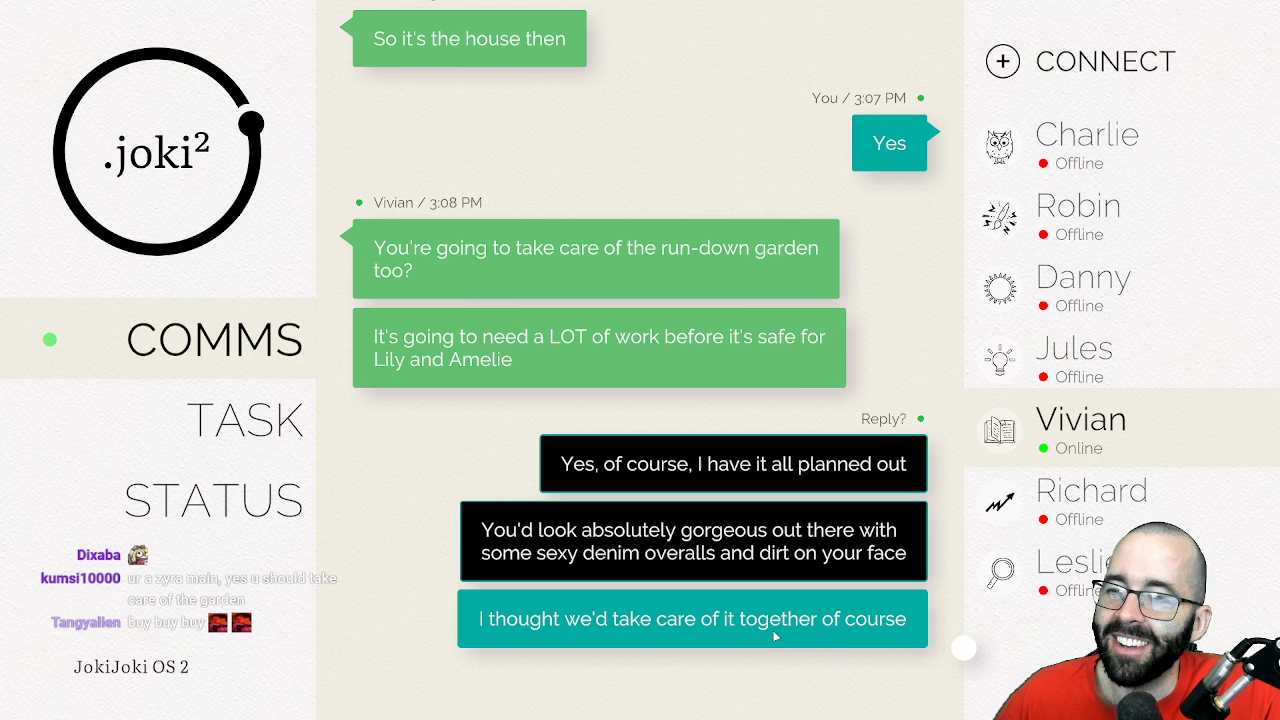 .joki²
COMMS
TASK
STATUS
Dixaba
kumsi10000 ur a zyra main, yes u should take
care of the garden
Tangyalien buy buy buy
JokiJoki OS 2
So it's the house then
You / 3:07 PM
Yes
Vivian / 3:08 PM
You're going to take care of the run-down garden
too?
It's going to need a LOT of work before it's safe for
Lily and Amelie
Reply?
Yes, of course, I have it all planned out
You'd look absolutely gorgeous out there with
some sexy denim overalls and dirt on your face
I thought we'd take care of it together of course
+ CONNECT
Charlie
Offline
Robin
Offline
Danny
Offline
Jules
Offline
Vivian
Online
Richard
Offline
Leslie
Offline